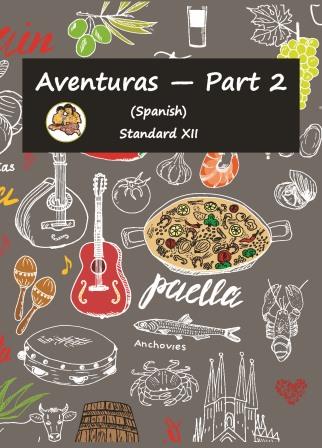 Aventuras — Part 2
(Spanish)
Standard XII
paella
Anchovies